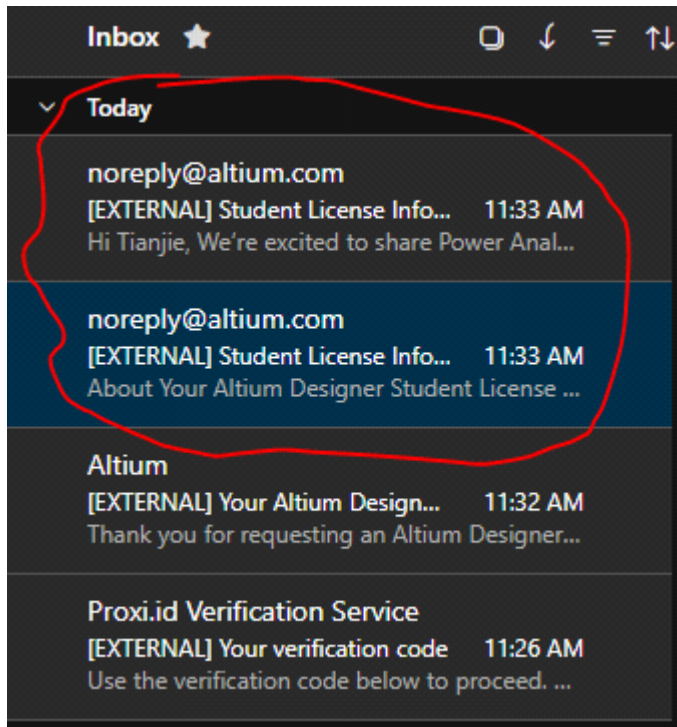 Inbox
Today
noreply@altium.com
[EXTERNAL] Student License Info... 11:33 AM
Hi Tianjie, We're excited to share Power Anal...
noreply@altium.com
[EXTERNAL] Student License Info... 11:33 AM
About Your Altium Designer Student License ...
Altium
[EXTERNAL] Your Altium Design... 11:32 AM
Thank you for requesting an Altium Designer...
Proxi.id Verification Service
[EXTERNAL] Your verification code 11:26 AM
Use the verification code below to proceed. ...